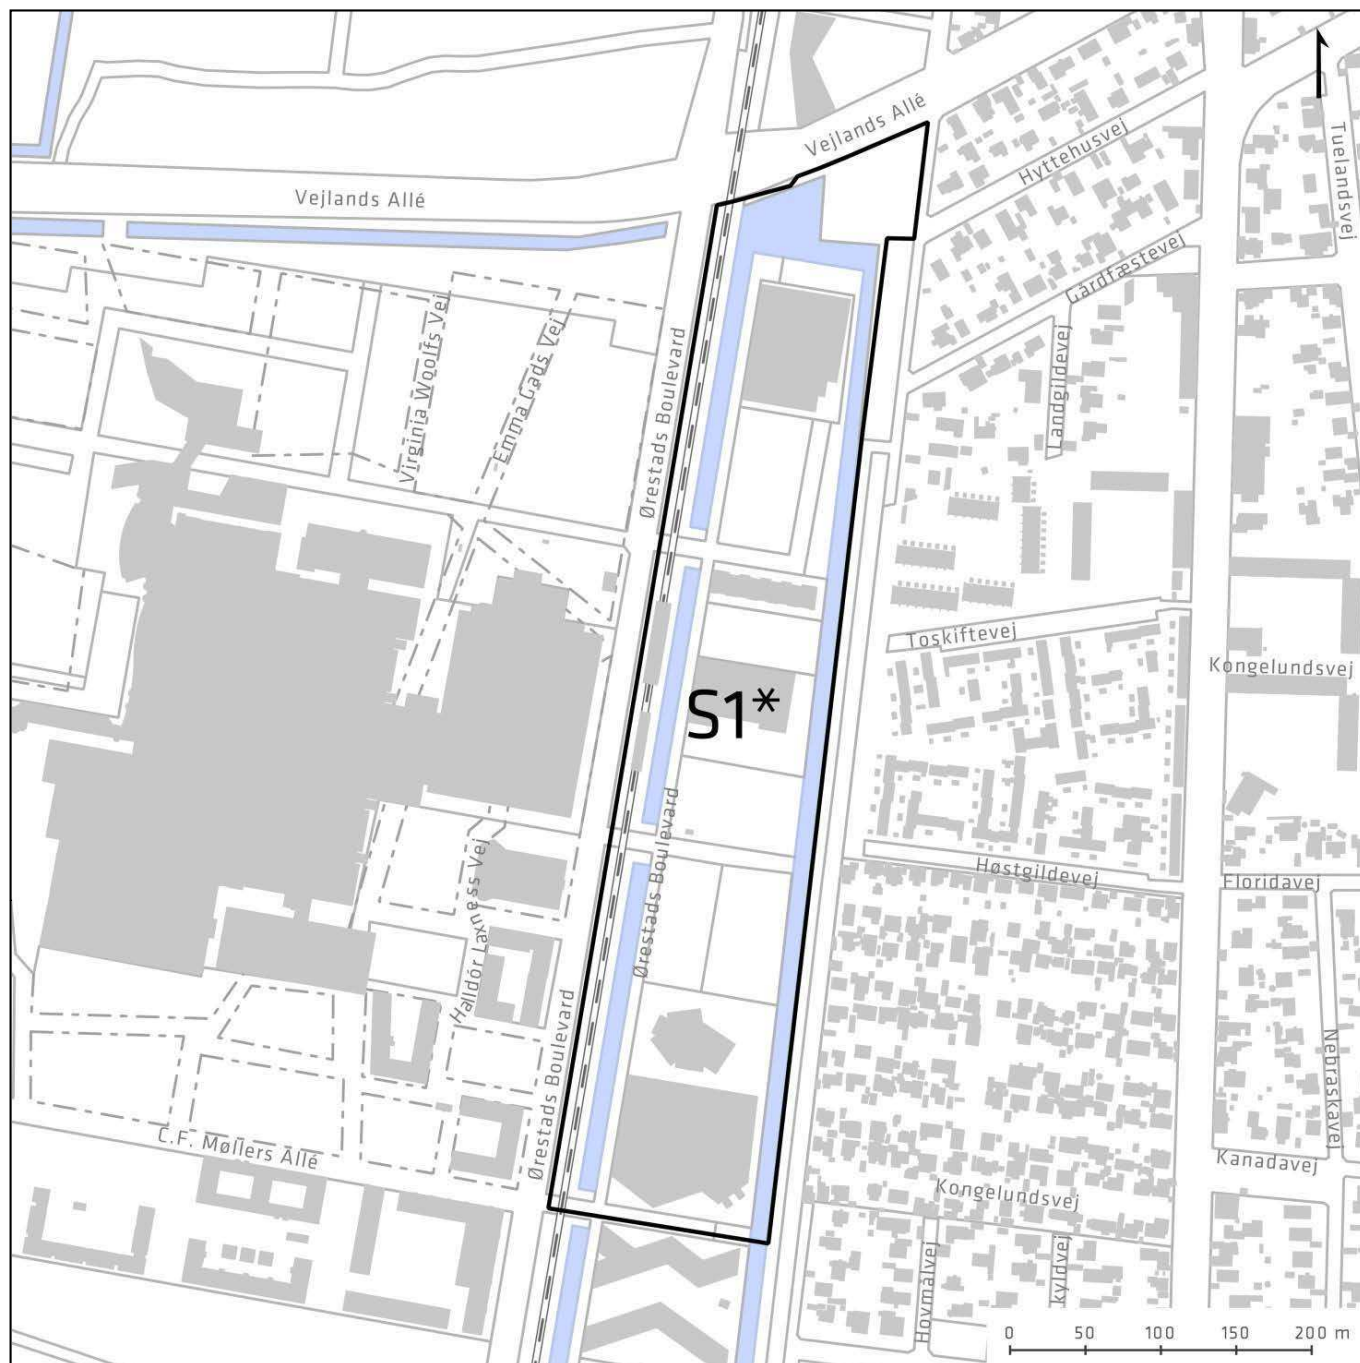 Vejlands Allé
Hyttehusvej
Tuelandsvej
Vejlands Allé
Gårdfæstevej
Virginia Woolfs Vej
Emma Gads Vej
Ørestads Boulevard
Landgildevej
Toskiftevej
Kongelundsvej
S1*
Ørestads Boulevard
Halldór Laxness Vej
Høstgildevej
Floridavej
Ørestads Boulevard
Nebraskavej
C.F. Møllers Allé
Kanadavej
Kongelundsvej
Hovmålvej
kyldvej
0 50 100 150 200 m